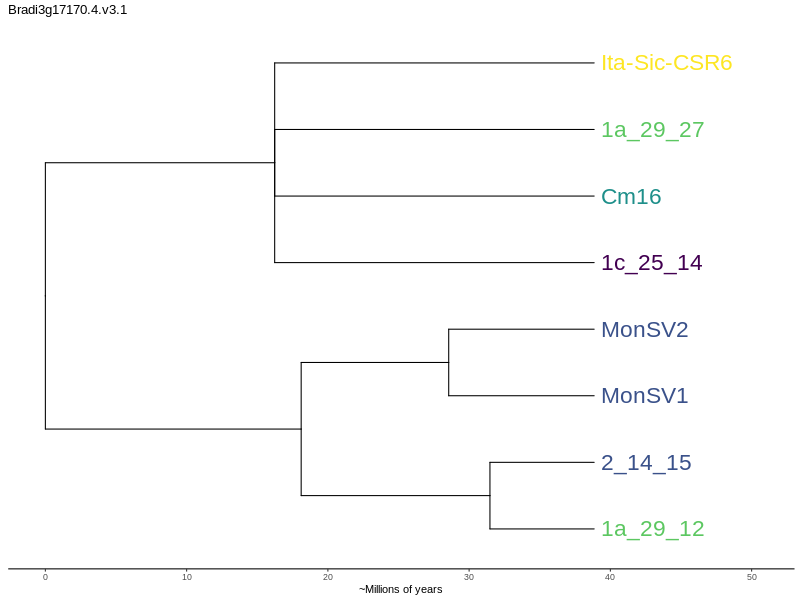 Bradi3g17170.4.v3.1
Ita-Sic-CSR6
1a_29_27
Cm16
1c_25_14
MonSV2
MonSV1
2_14_15
1a_29_12
0 10 20 30 40 50
~Millions of years